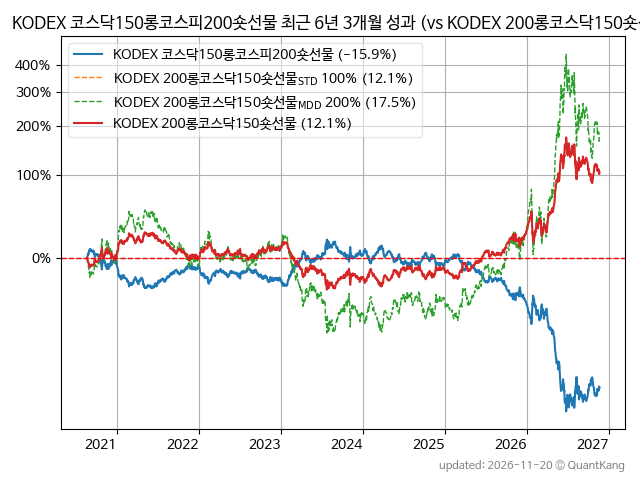 KODEX 코스닥150롱코스피200숏선물 최근 6년 3개월 성과 (vs KODEX 200롱코스닥150숏
KODEX 코스닥150롱코스피200숏선물 (-15.9%)
KODEX 200롱코스닥150숏선물STD 100% (12.1%)
KODEX 200롱코스닥150숏선물MDD 200% (17.5%)
KODEX 200롱코스닥150숏선물 (12.1%)
400%
300%
200%
100%
0%
2021 2022 2023 2024 2025 2026 2027
updated: 2026-11-20 © QuantKang